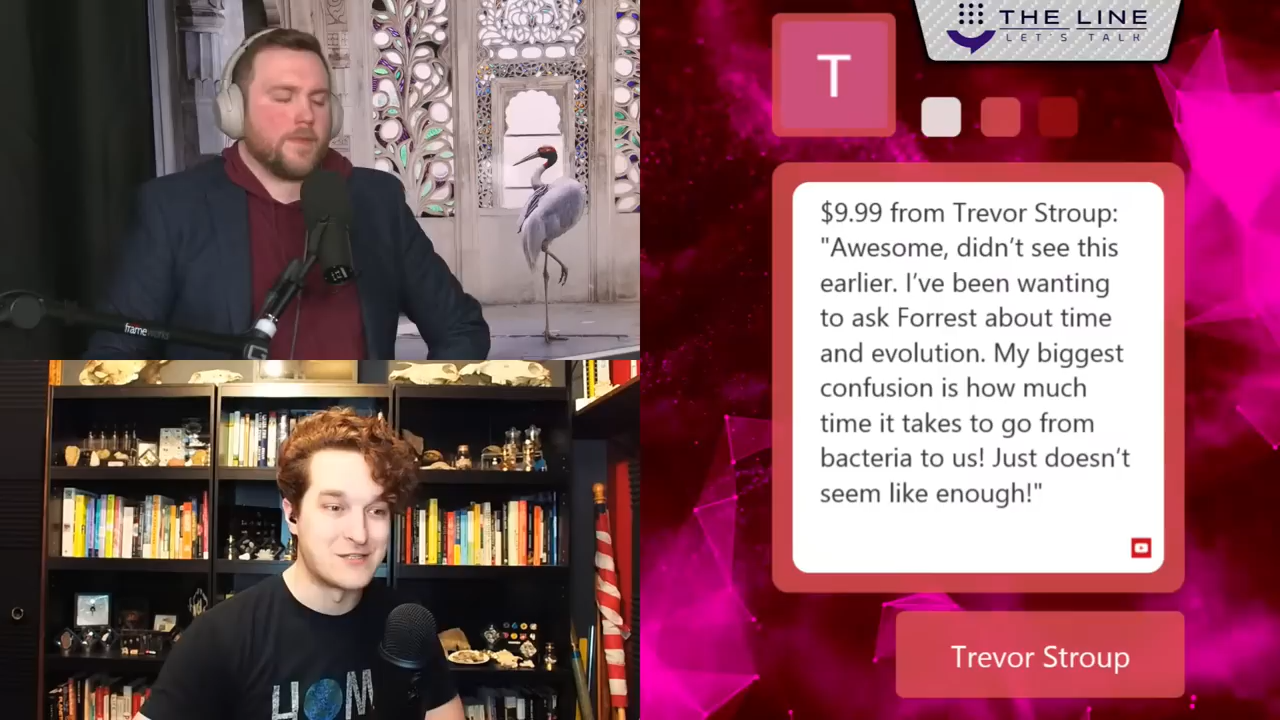 THE LINE
LET'S TALK
T
$9.99 from Trevor Stroup:
"Awesome, didn’t see this
earlier. I’ve been wanting
to ask Forrest about time
and evolution. My biggest
confusion is how much
time it takes to go from
bacteria to us! Just doesn’t
seem like enough!"
Trevor Stroup
frameworks
HOM